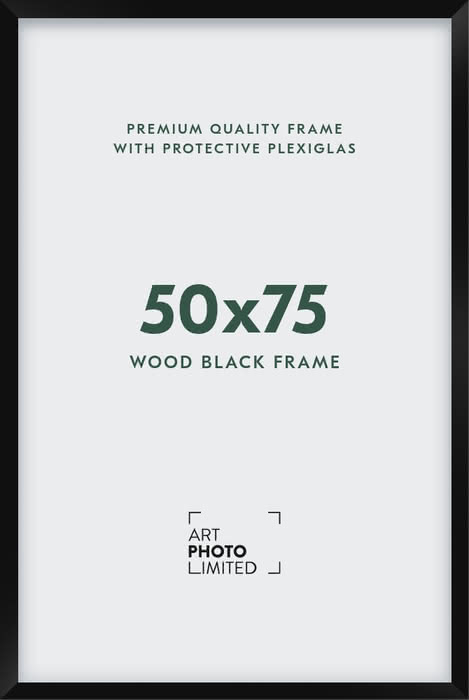 PREMIUM QUALITY FRAME
WITH PROTECTIVE PLEXIGLAS
50x75
WOOD BLACK FRAME
ART
PHOTO
LIMITED